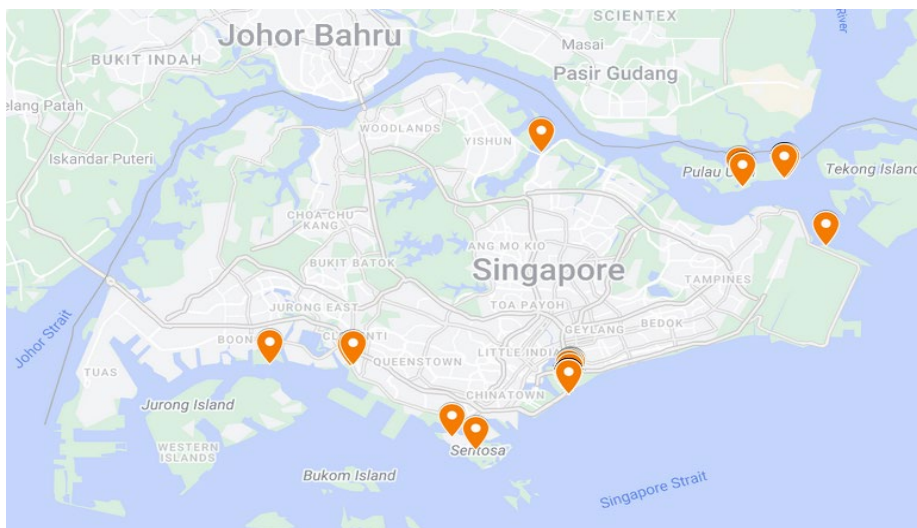 SCIENTEX
River
Johor Bahru
Masai
BUKIT INDAH
Pasir Gudang
elang Patah
WOODLANDS
YISHUN
Iskandar Puteri
Pulau U
Tekong Island
CHOA CHU
KANG
ANG MO KIO
BUKIT BATOK
Singapore
TAMPINES
JURONG EAST
TOA PAYOH
Johor Strait
BOON
CL
NTI
GEYLANG
BEDOK
QUEENSTOWN
LITTLE INDIA
TUAS
CHINATOWN
Jurong Island
WESTERN
ISLANDS
Sentosa
Bukom Island
Singapore Strait